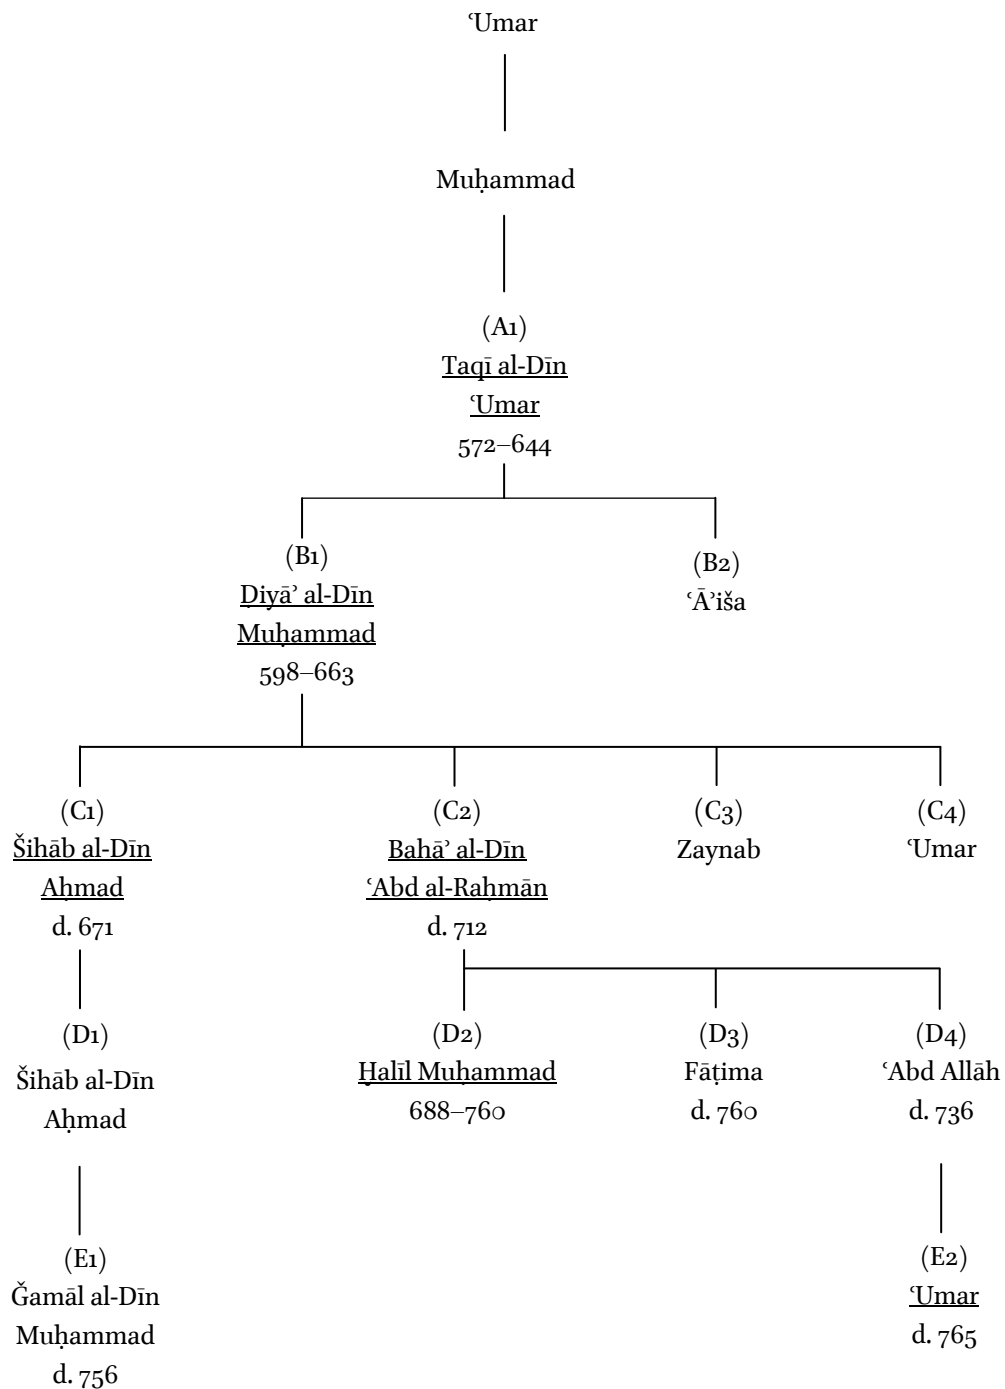 ʿUmar
Muḥammad
(A1)
Taqī al-Dīn
ʿUmar
572–644
(B1)
Ḍiyāʾ al-Dīn
Muḥammad
598–663
(B2)
ʿĀʾiša
(C1)
Šihāb al-Dīn
Aḥmad
d. 671
(C2)
Bahāʾ al-Dīn
ʿAbd al-Raḥmān
d. 712
(C3)
Zaynab
(C4)
ʿUmar
(D1)
Šihāb al-Dīn
Aḥmad
(D2)
Ḫalīl Muḥammad
688–760
(D3)
Fāṭima
d. 760
(D4)
ʿAbd Allāh
d. 736
(E1)
Ǧamāl al-Dīn
Muḥammad
d. 756
(E2)
ʿUmar
d. 765